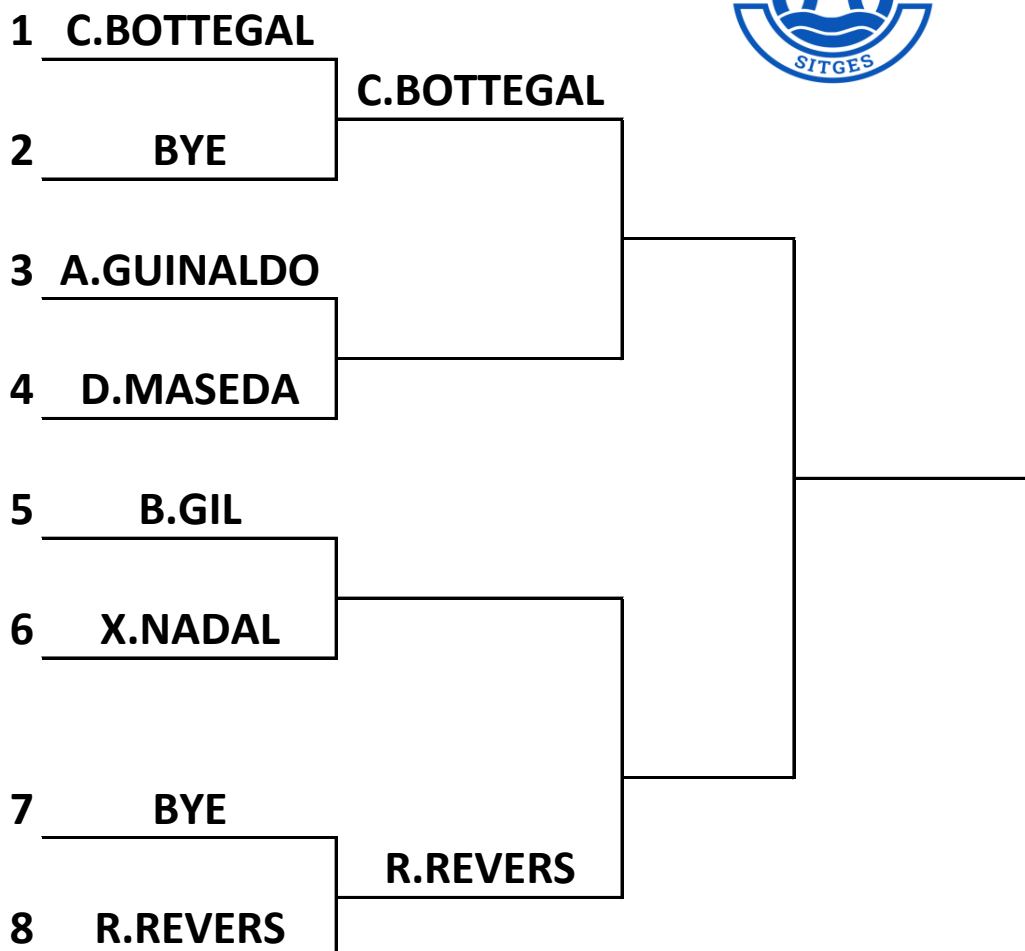 SITGES
1 C.BOTTEGAL
C.BOTTEGAL
2 BYE
3 A.GUINALDO
4 D.MASEDA
5 B.GIL
6 X.NADAL
7 BYE
R.REVERS
8 R.REVERS